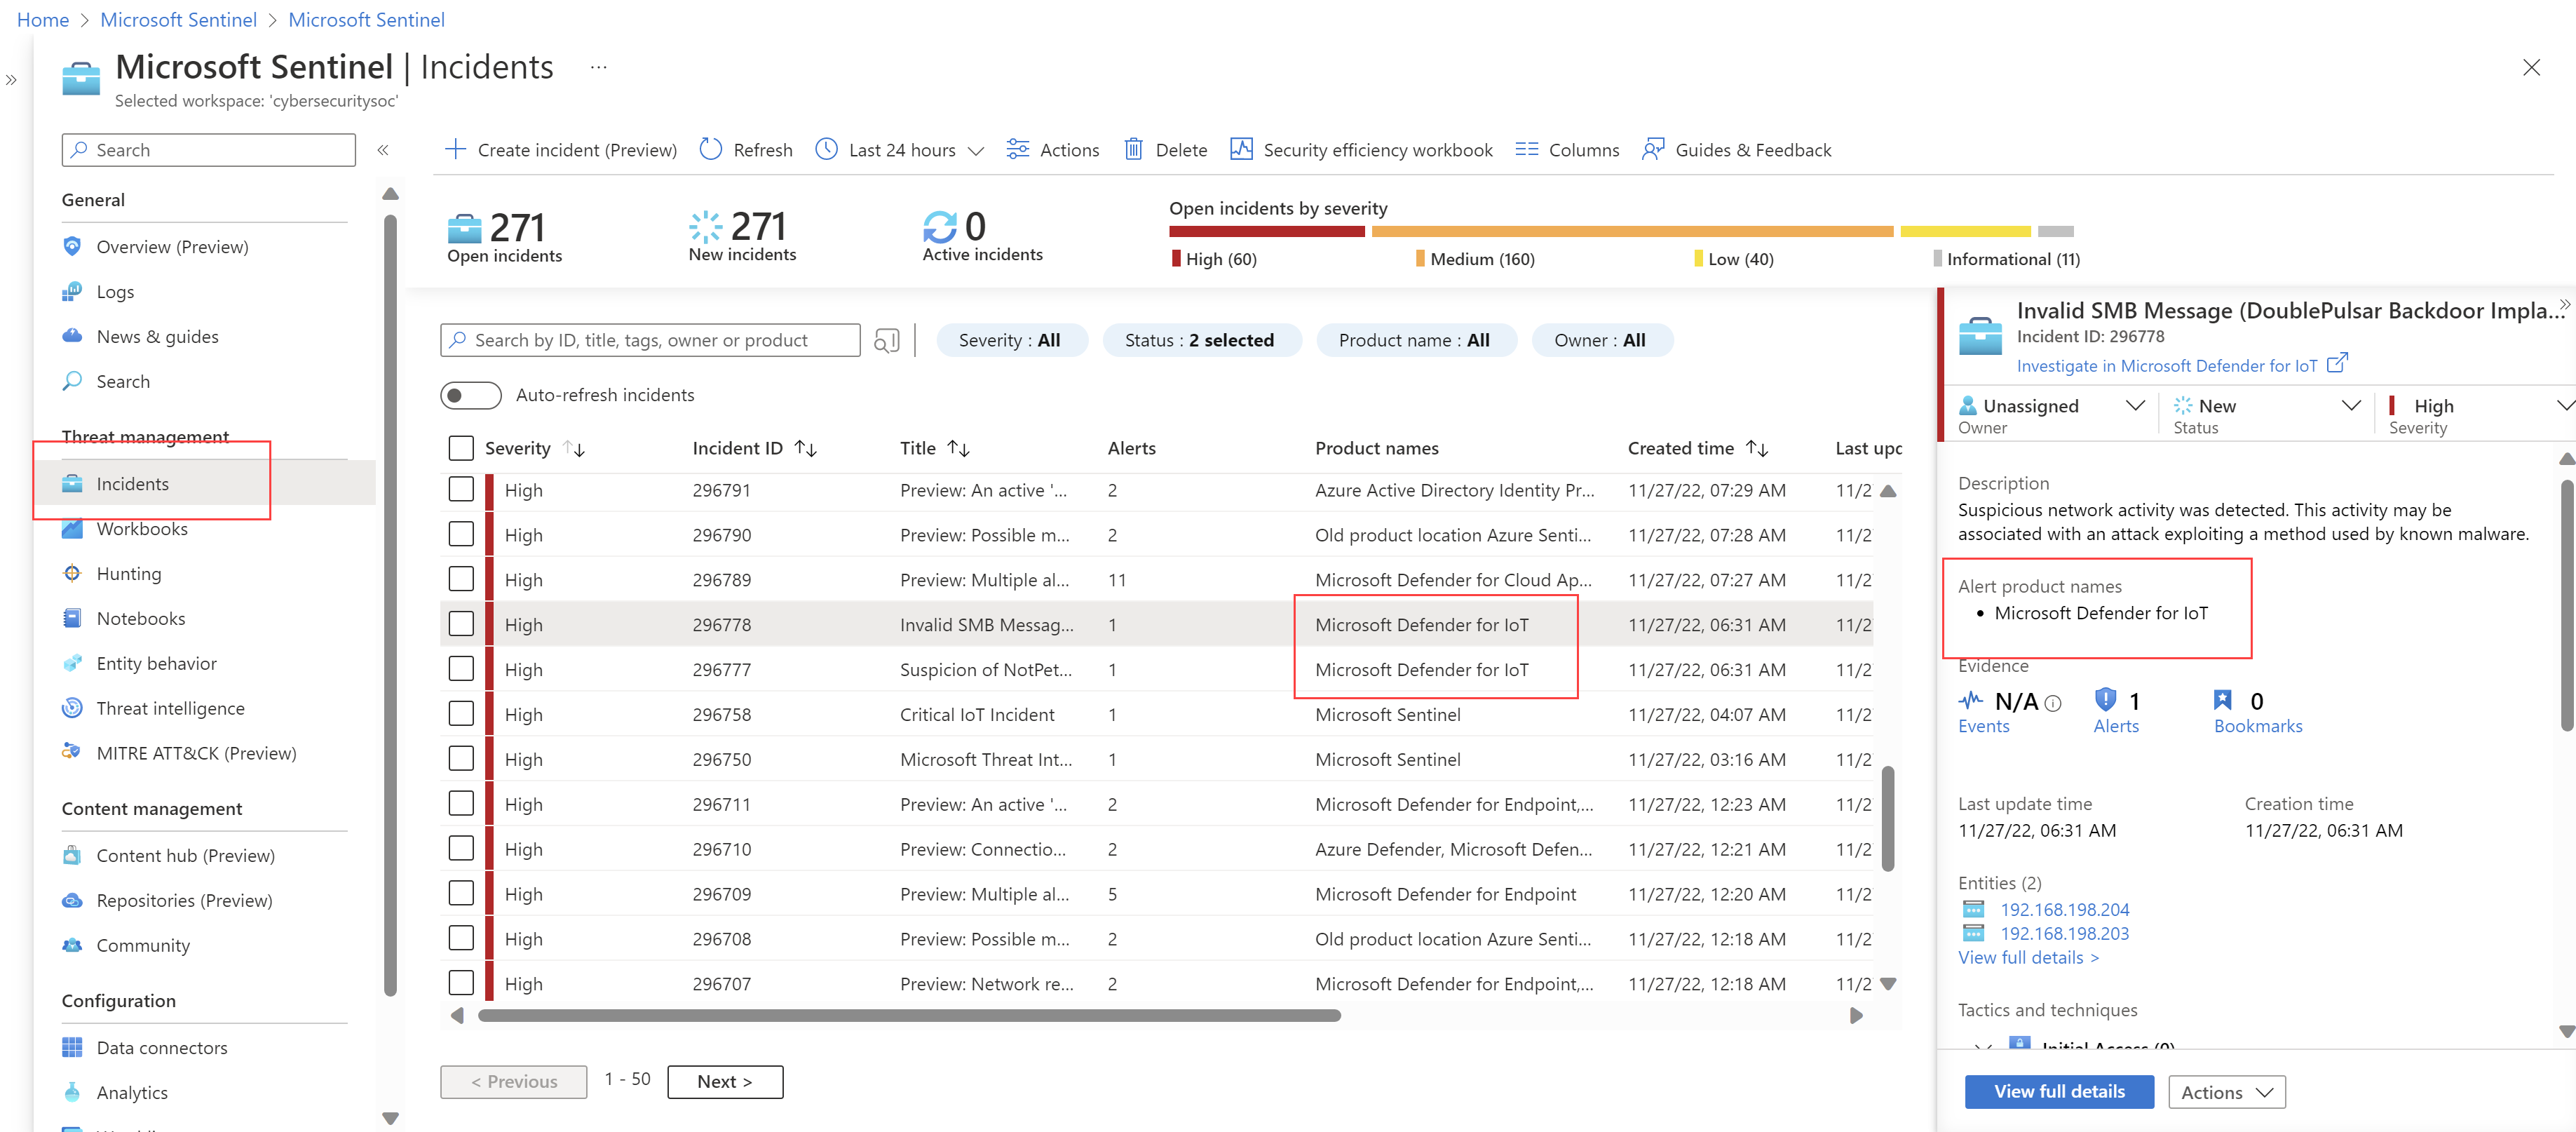 Home > Microsoft Sentinel > Microsoft Sentinel
Microsoft Sentinel | Incidents ...
Selected workspace: 'cybersecuritysoc'
Search
General
Overview (Preview)
Logs
News & guides
Search
Threat management
Incidents
Workbooks
Hunting
Notebooks
Entity behavior
Threat intelligence
MITRE ATT&CK (Preview)
Content management
Content hub (Preview)
Repositories (Preview)
Community
Configuration
Data connectors
Analytics
Create incident (Preview) Refresh Last 24 hours Actions Delete Security efficiency workbook Columns Guides & Feedback
271 Open incidents
271 New incidents
0 Active incidents
Open incidents by severity
High (60) Medium (160) Low (40) Informational (11)
Search by ID, title, tags, owner or product
Severity : All Status : 2 selected Product name : All Owner : All
Auto-refresh incidents
Severity Incident ID Title Alerts Product names Created time Last upd
High 296791 Preview: An active '... 2 Azure Active Directory Identity Pr... 11/27/22, 07:29 AM 11/2
High 296790 Preview: Possible m... 2 Old product location Azure Senti... 11/27/22, 07:28 AM 11/2
High 296789 Preview: Multiple al... 11 Microsoft Defender for Cloud Ap... 11/27/22, 07:27 AM 11/2
High 296778 Invalid SMB Messag... 1 Microsoft Defender for IoT 11/27/22, 06:31 AM 11/2
High 296777 Suspicion of NotPet... 1 Microsoft Defender for IoT 11/27/22, 06:31 AM 11/2
High 296758 Critical IoT Incident 1 Microsoft Sentinel 11/27/22, 04:07 AM 11/2
High 296750 Microsoft Threat Int... 1 Microsoft Sentinel 11/27/22, 03:16 AM 11/2
High 296711 Preview: An active '... 2 Microsoft Defender for Endpoint,... 11/27/22, 12:23 AM 11/2
High 296710 Preview: Connectio... 2 Azure Defender, Microsoft Defen... 11/27/22, 12:21 AM 11/2
High 296709 Preview: Multiple al... 5 Microsoft Defender for Endpoint 11/27/22, 12:20 AM 11/2
High 296708 Preview: Possible m... 2 Old product location Azure Senti... 11/27/22, 12:18 AM 11/2
High 296707 Preview: Network re... 2 Microsoft Defender for Endpoint,... 11/27/22, 12:18 AM 11/2
< Previous 1 - 50 Next >
Invalid SMB Message (DoublePulsar Backdoor Impla...
Incident ID: 296778
Investigate in Microsoft Defender for IoT
Unassigned New High
Owner Status Severity
Description
Suspicious network activity was detected. This activity may be
associated with an attack exploiting a method used by known malware.
Alert product names
• Microsoft Defender for IoT
Evidence
N/A 1 0
Events Alerts Bookmarks
Last update time Creation time
11/27/22, 06:31 AM 11/27/22, 06:31 AM
Entities (2)
192.168.198.204
192.168.198.203
View full details >
Tactics and techniques
Initial Access (0)
View full details Actions